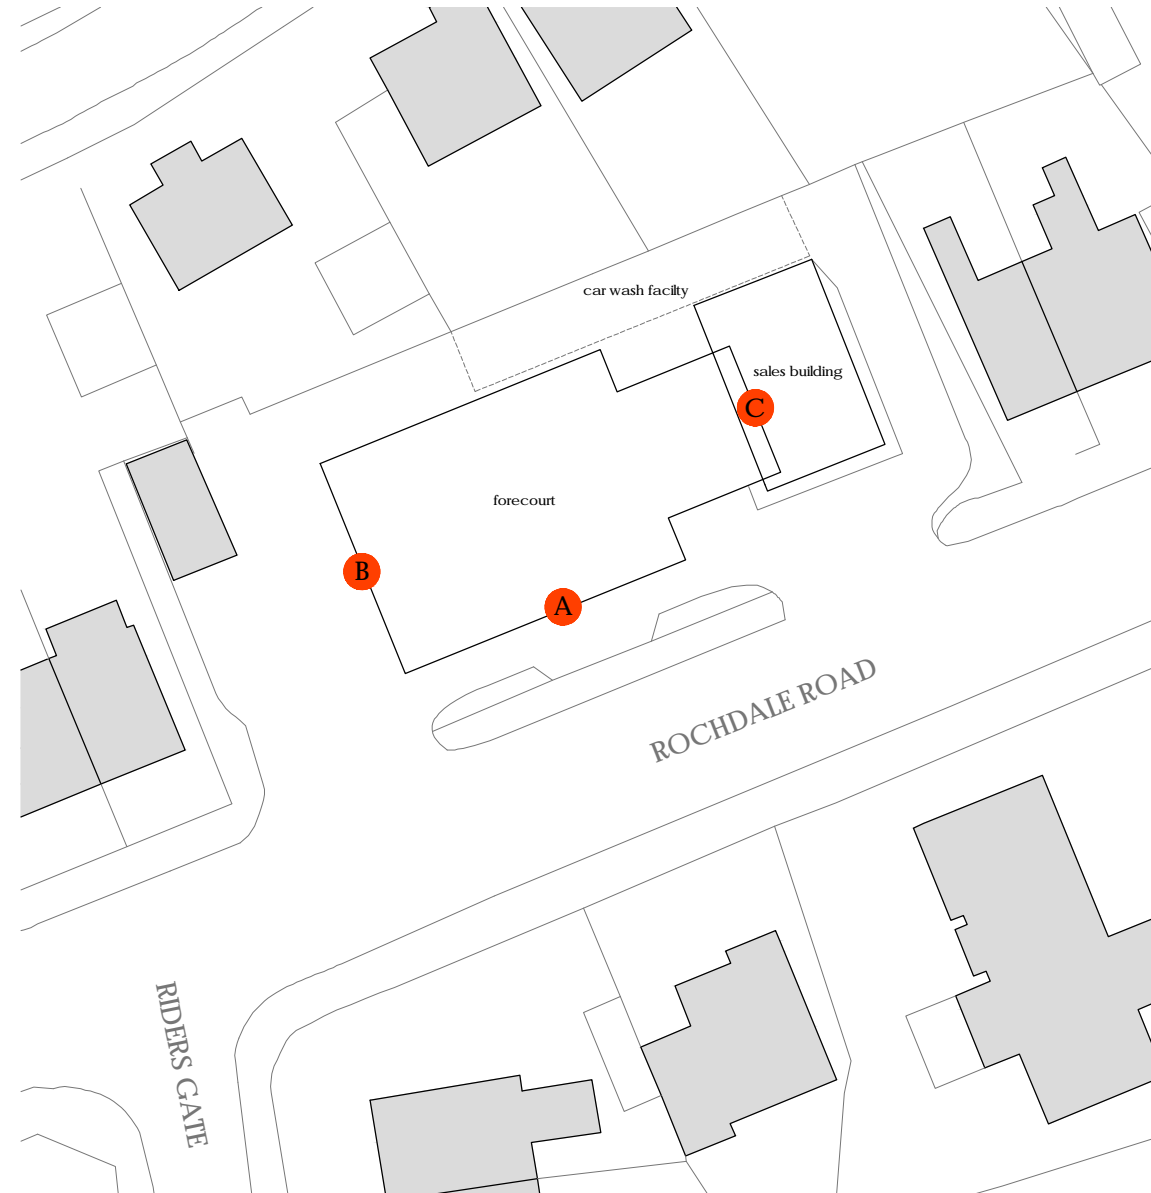 car wash facilty
sales building
C
forecourt
B
A
ROCHDALE ROAD
RIDERS GATE